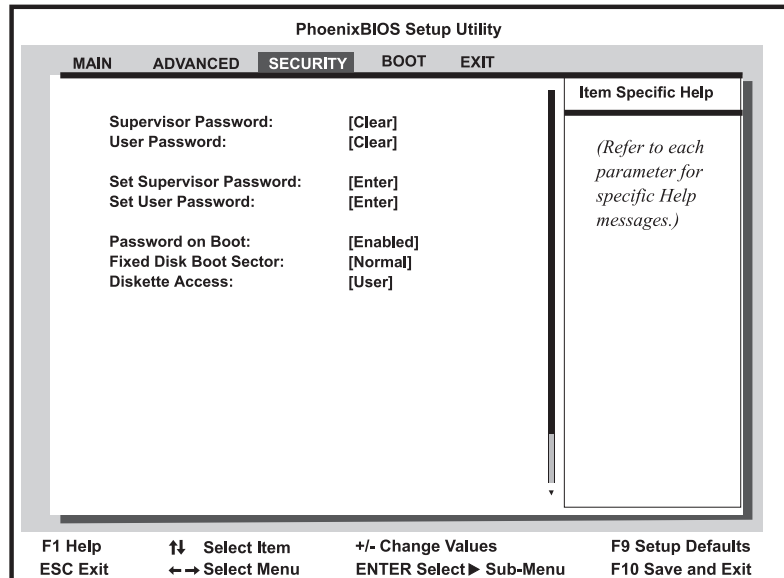 PhoenixBIOS Setup Utility
MAIN ADVANCED SECURITY BOOT EXIT
Supervisor Password: [Clear]
User Password: [Clear]
Set Supervisor Password: [Enter]
Set User Password: [Enter]
Password on Boot: [Enabled]
Fixed Disk Boot Sector: [Normal]
Diskette Access: [User]
Item Specific Help
(Refer to each
parameter for
specific Help
messages.)
F1 Help ↑↓ Select Item +/- Change Values F9 Setup Defaults
ESC Exit ←→ Select Menu ENTER Select▶ Sub-Menu F10 Save and Exit